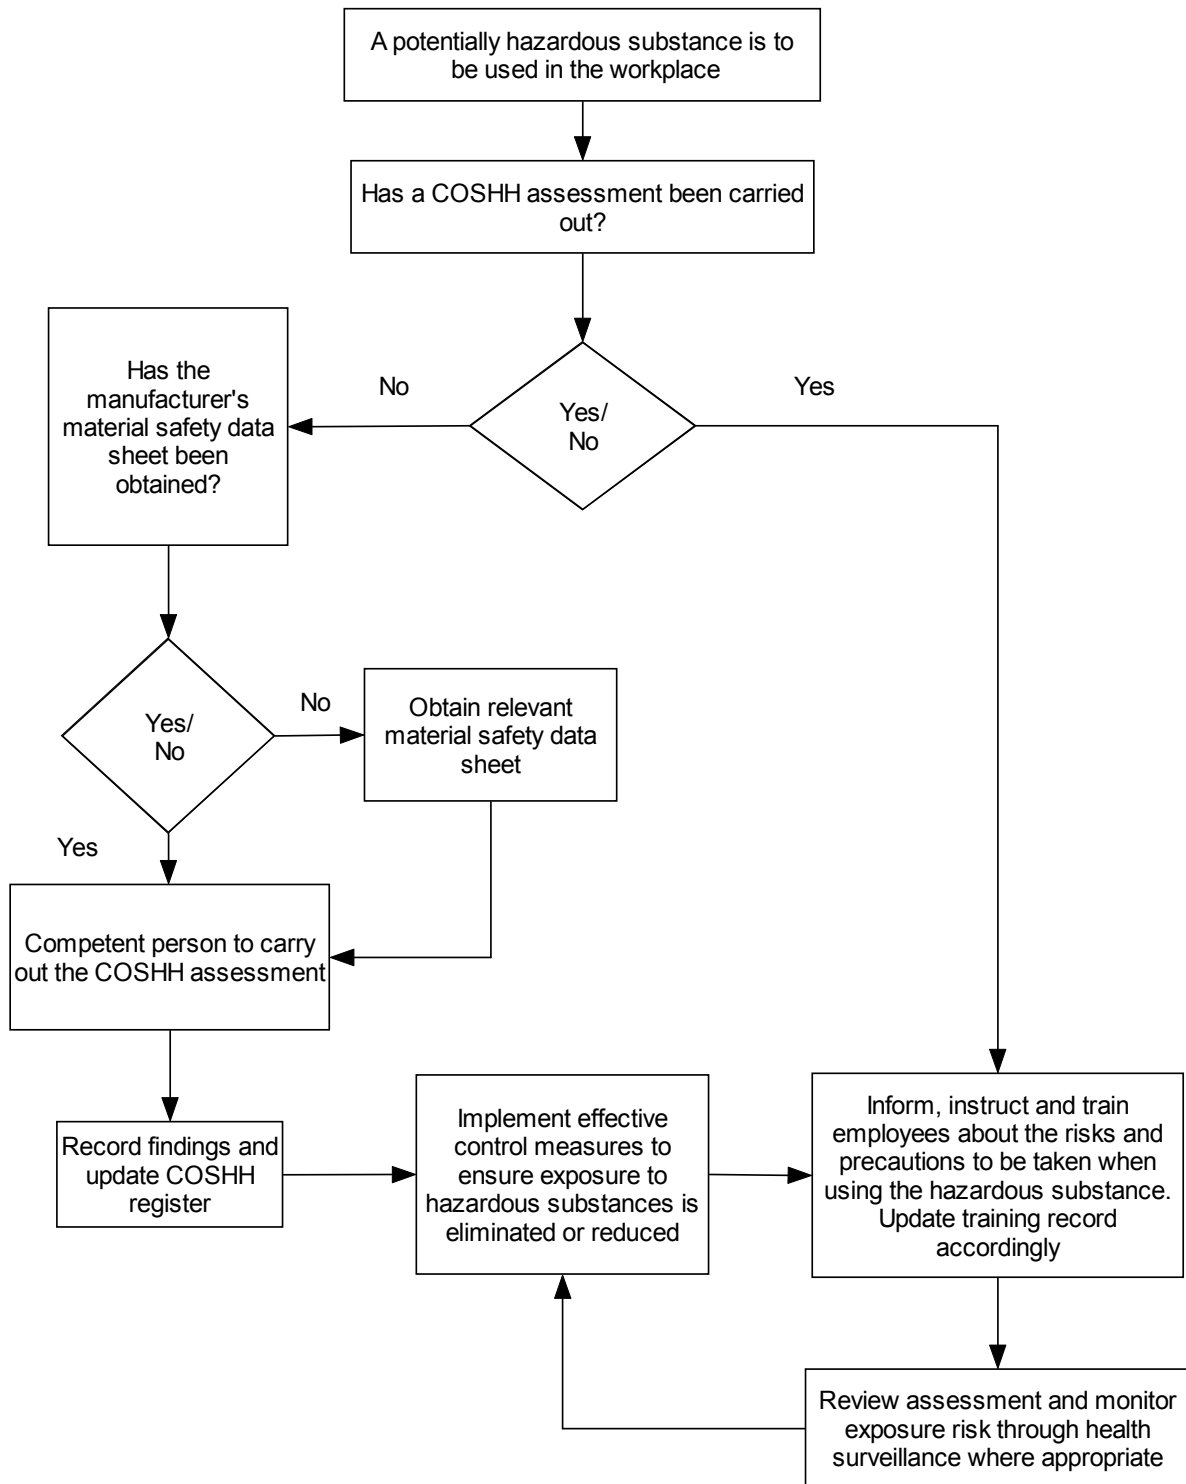 A potentially hazardous substance is to
be used in the workplace
Has a COSHH assessment been carried
out?
Has the
manufacturer's
material safety data
sheet been
obtained?
No
Yes/
No
Yes
Yes/
No
No
Obtain relevant
material safety data
sheet
Yes
Competent person to carry
out the COSHH assessment
Record findings and
update COSHH
register
Implement effective
control measures to
ensure exposure to
hazardous substances is
eliminated or reduced
Inform, instruct and train
employees about the risks and
precautions to be taken when
using the hazardous substance.
Update training record
accordingly
Review assessment and monitor
exposure risk through health
surveillance where appropriate